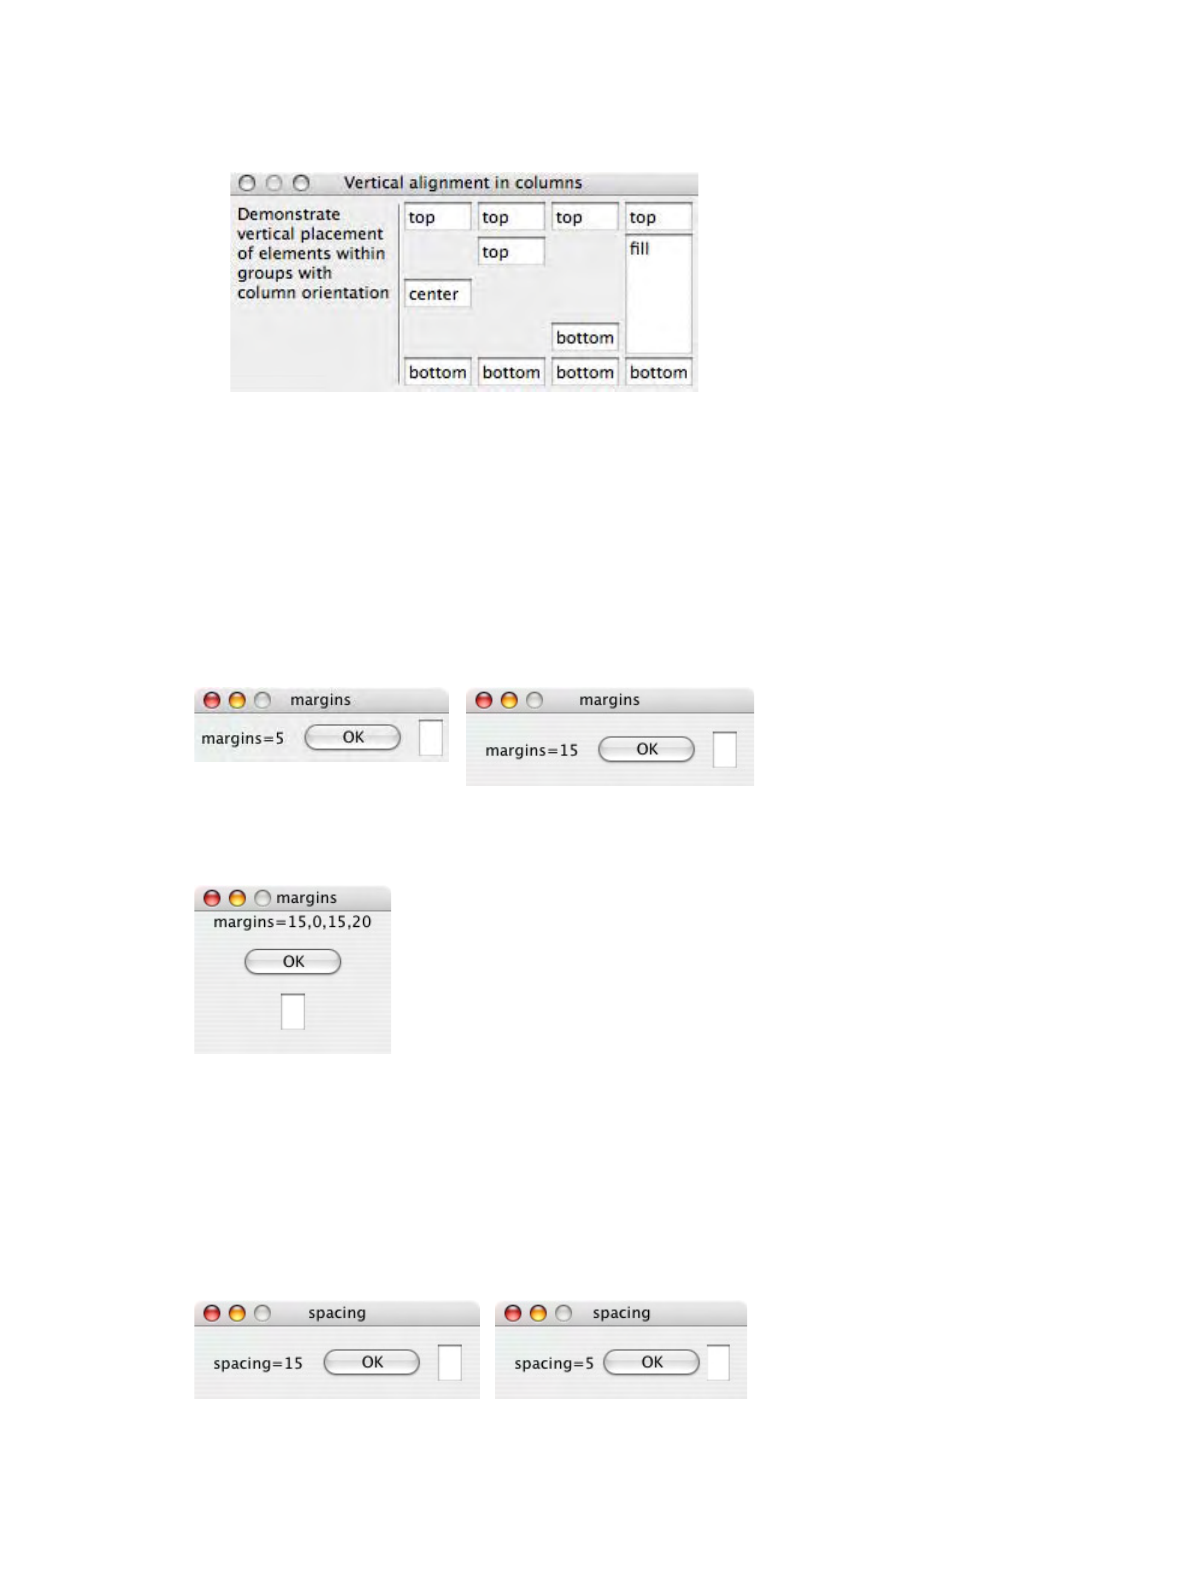 Vertical alignment in columns
Demonstrate
vertical placement
of elements within
groups with
column orientation
top top top top
top fill
center
bottom
bottom bottom bottom bottom
margins
margins=5 OK
margins
margins=15 OK
margins
margins=15,0,15,20
OK
spacing
spacing=15 OK
spacing
spacing=5 OK